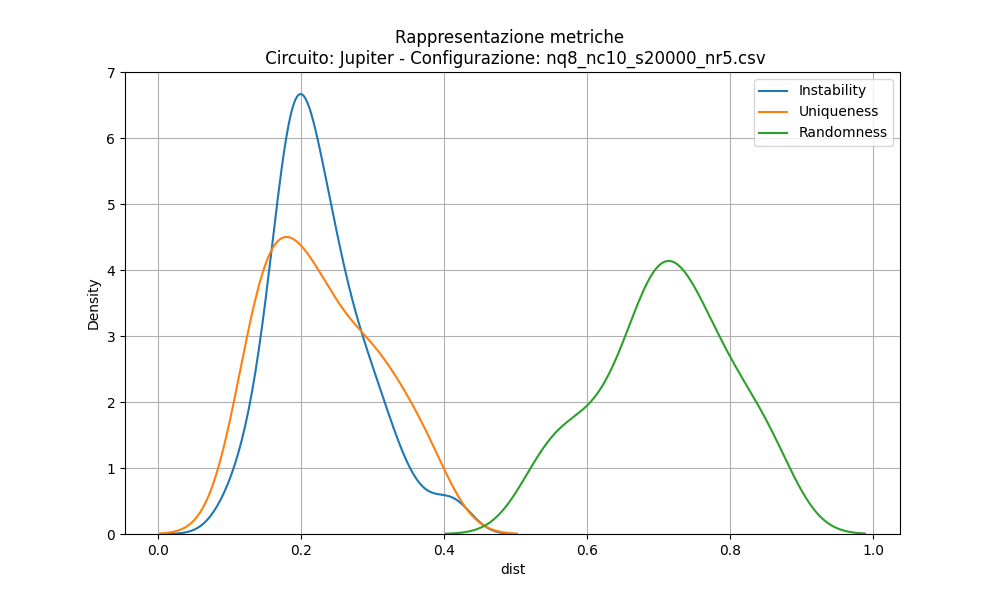 Rappresentazione metriche
Circuito: Jupiter - Configurazione: nq8_nc10_s20000_nr5.csv
Instability
Uniqueness
Randomness
7
6
5
4
3
2
1
0
Density
0.0 0.2 0.4 0.6 0.8 1.0
dist